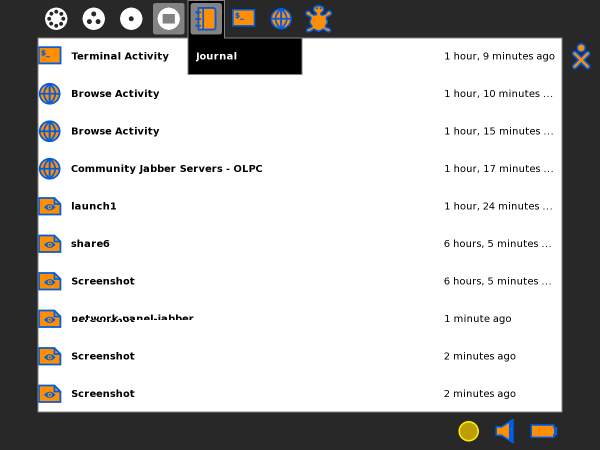 $_
Journal
$_ Terminal Activity 1 hour, 9 minutes ago
Browse Activity 1 hour, 10 minutes ...
Browse Activity 1 hour, 15 minutes ...
Community Jabber Servers - OLPC 1 hour, 17 minutes ...
launch1 1 hour, 24 minutes ...
share6 6 hours, 5 minutes ...
Screenshot 6 hours, 5 minutes ...
network-panel-jabber 1 minute ago
Screenshot 2 minutes ago
Screenshot 2 minutes ago